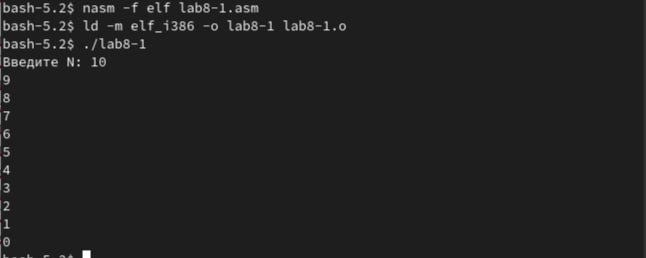 bash-5.2$ nasm -f elf lab8-1.asm
bash-5.2$ ld -m elf_i386 -o lab8-1 lab8-1.o
bash-5.2$ ./lab8-1
Введите N: 10
9
8
7
6
5
4
3
2
1
0
bash-5.2$